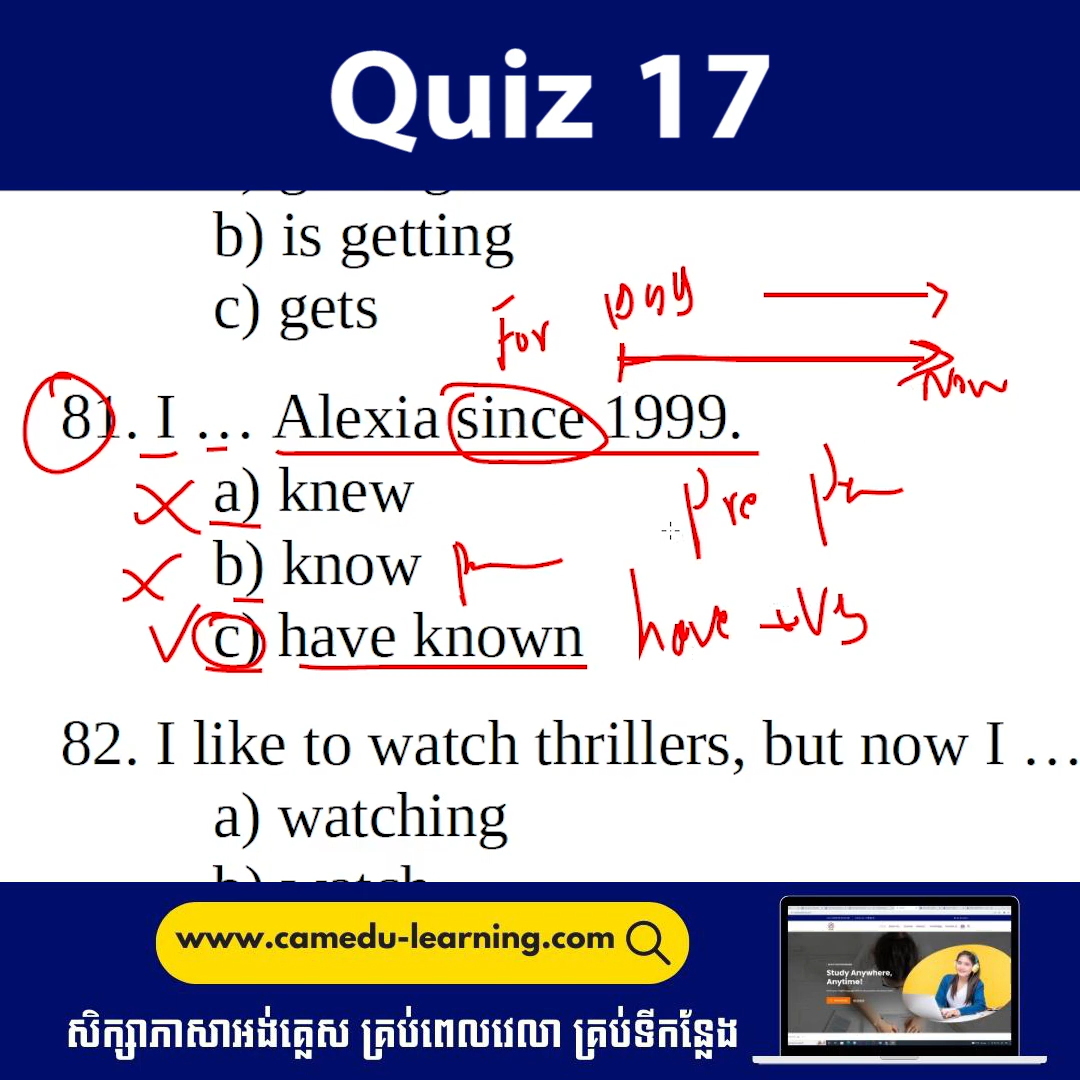 Quiz 17
b) is getting
c) gets
For
Now
81. I ... Alexia since 1999.
a) knew
Pre
b) know
c) have known
have +V3
82. I like to watch thrillers, but now I ...
a) watching
www.camedu-learning.com
Study Anywhere,
Anytime!
សិក្សាភាសាអង់គ្លេស គ្រប់ពេលវេលា គ្រប់ទីកន្លែង